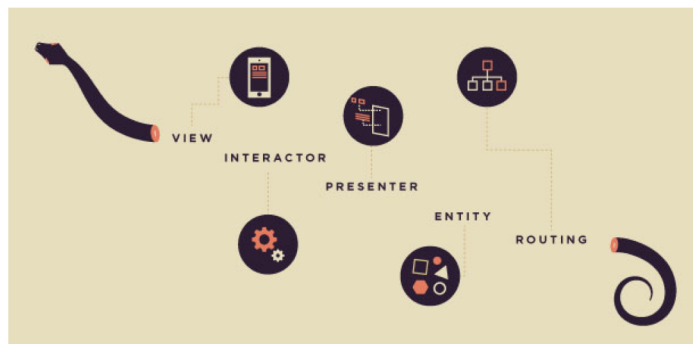 VIEW
INTERACTOR
PRESENTER
ENTITY
ROUTING